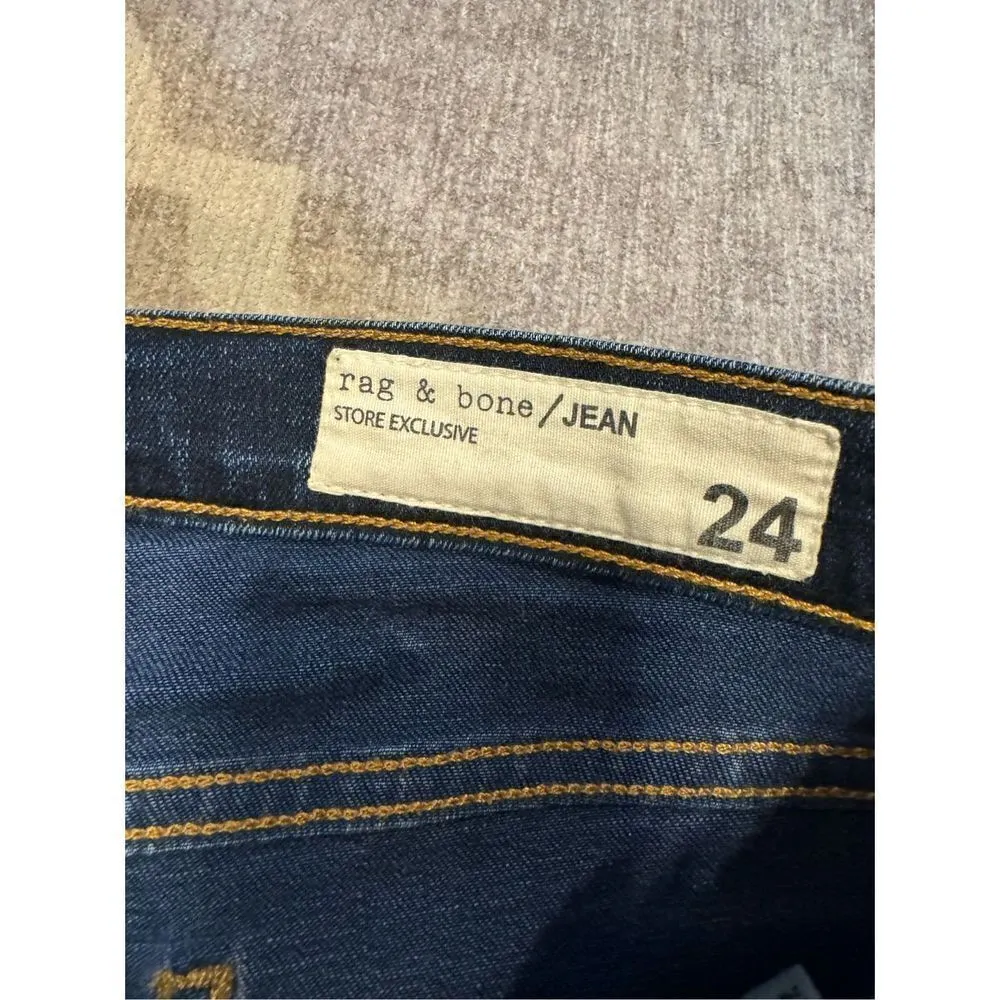 rag & bone/JEAN
STORE EXCLUSIVE
24